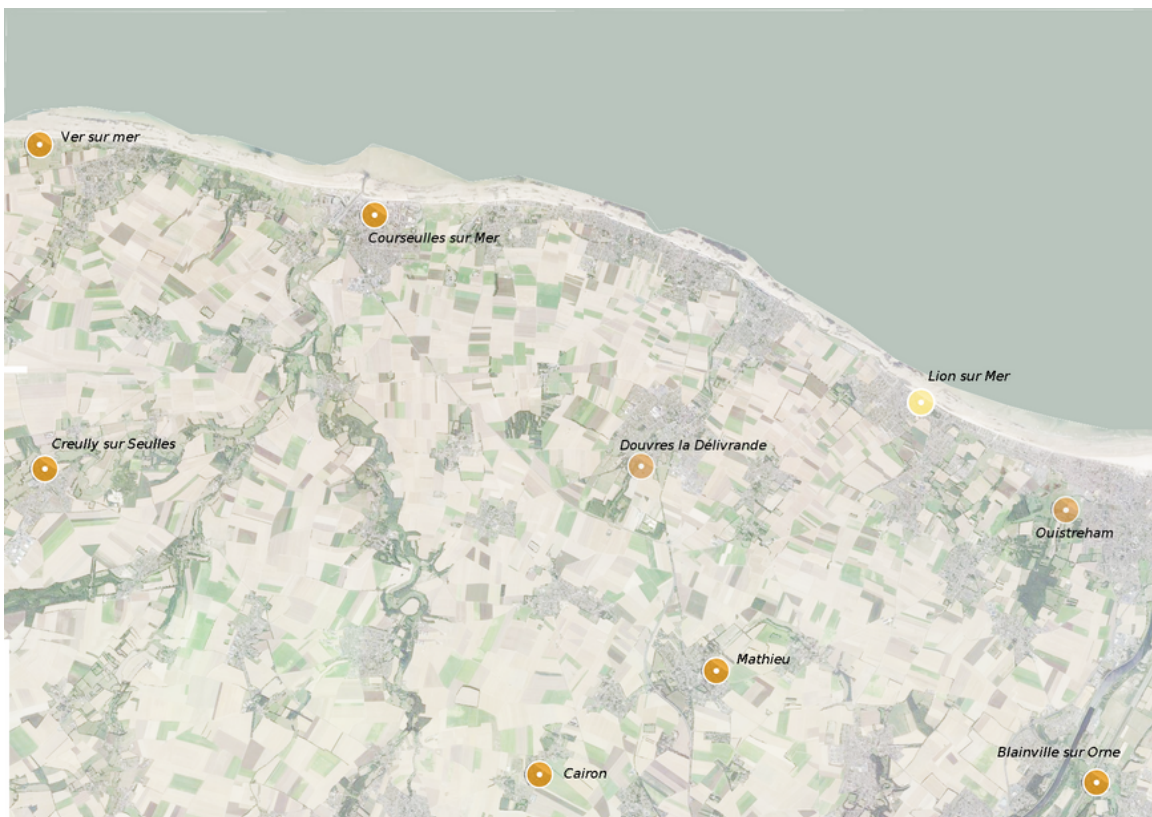 Ver sur mer
Courseulles sur Mer
Lion sur Mer
Creully sur Seulles
Douvres la Délivrande
Ouistreham
Mathieu
Blainville sur Orne
Cairon